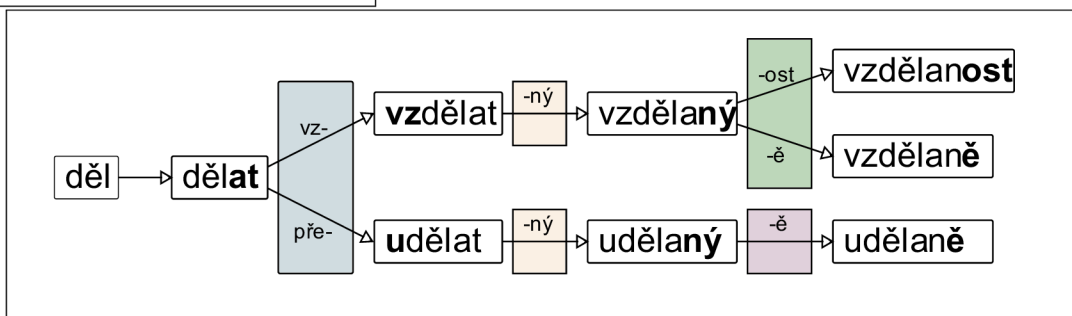 děl
dělat
vz-
pře-
vzdělat
udělat
-ný
-ný
vzdělaný
udělaný
-ost
-ě
-ě
vzdělanost
vzdělaně
udělaně